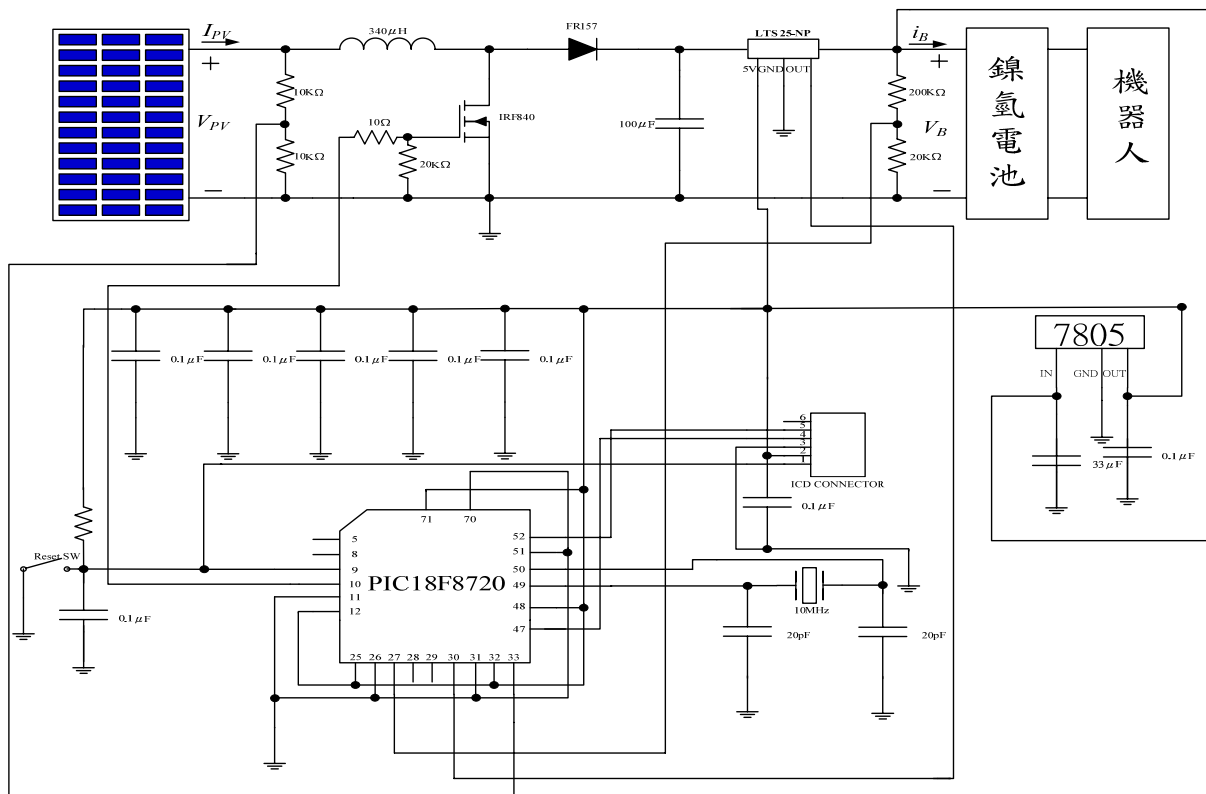 I_PV
+
V_PV
−
340μH
FR157
LTS 25-NP
5V GND OUT
i_B
+
V_B
−
10KΩ
10KΩ
10Ω
20KΩ
IRF840
100μF
200KΩ
20KΩ
鎳氫電池
機器人
0.1μF
0.1μF
0.1μF
0.1μF
0.1μF
7805
IN
GND
OUT
33μF
0.1μF
6
5
4
3
2
1
ICD CONNECTOR
0.1μF
Reset SW
0.1μF
PIC18F8720
71
70
5
8
9
10
11
12
52
51
50
49
48
47
25
26
27
28
29
30
31
32
33
10MHz
20pF
20pF